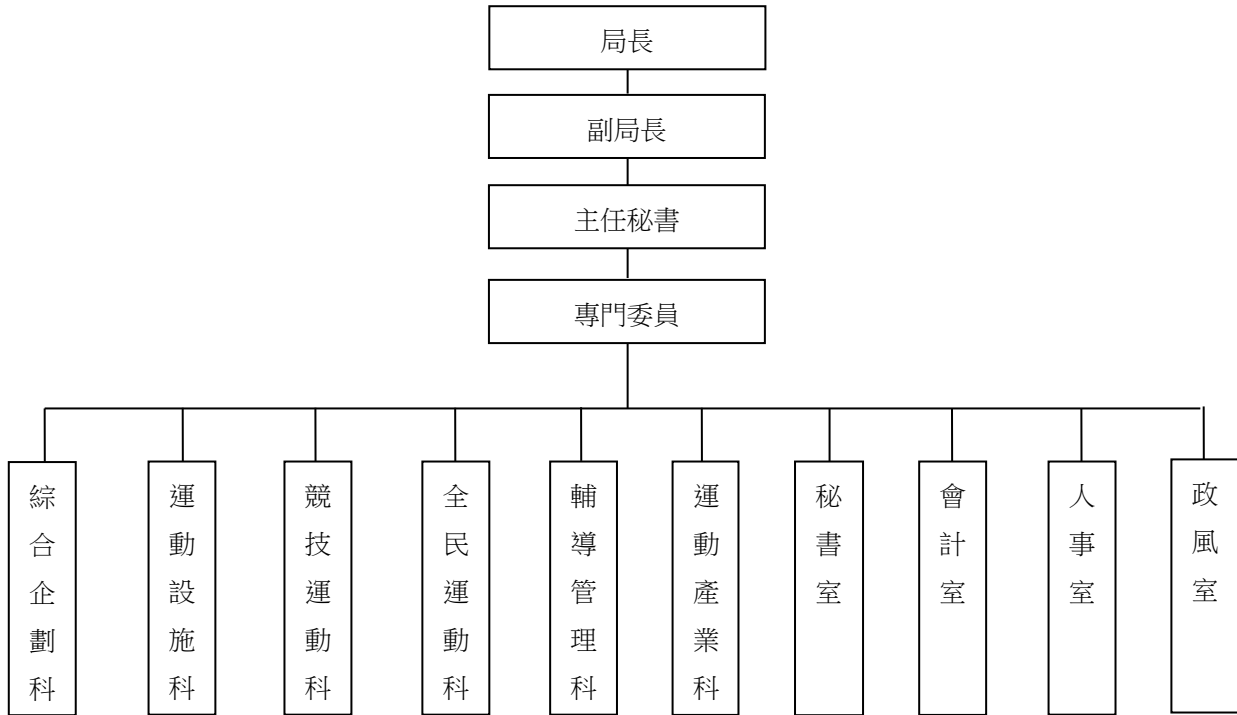 局長
副局長
主任秘書
專門委員
綜合企劃科
運動設施科
競技運動科
全民運動科
輔導管理科
運動產業科
秘書室
會計室
人事室
政風室